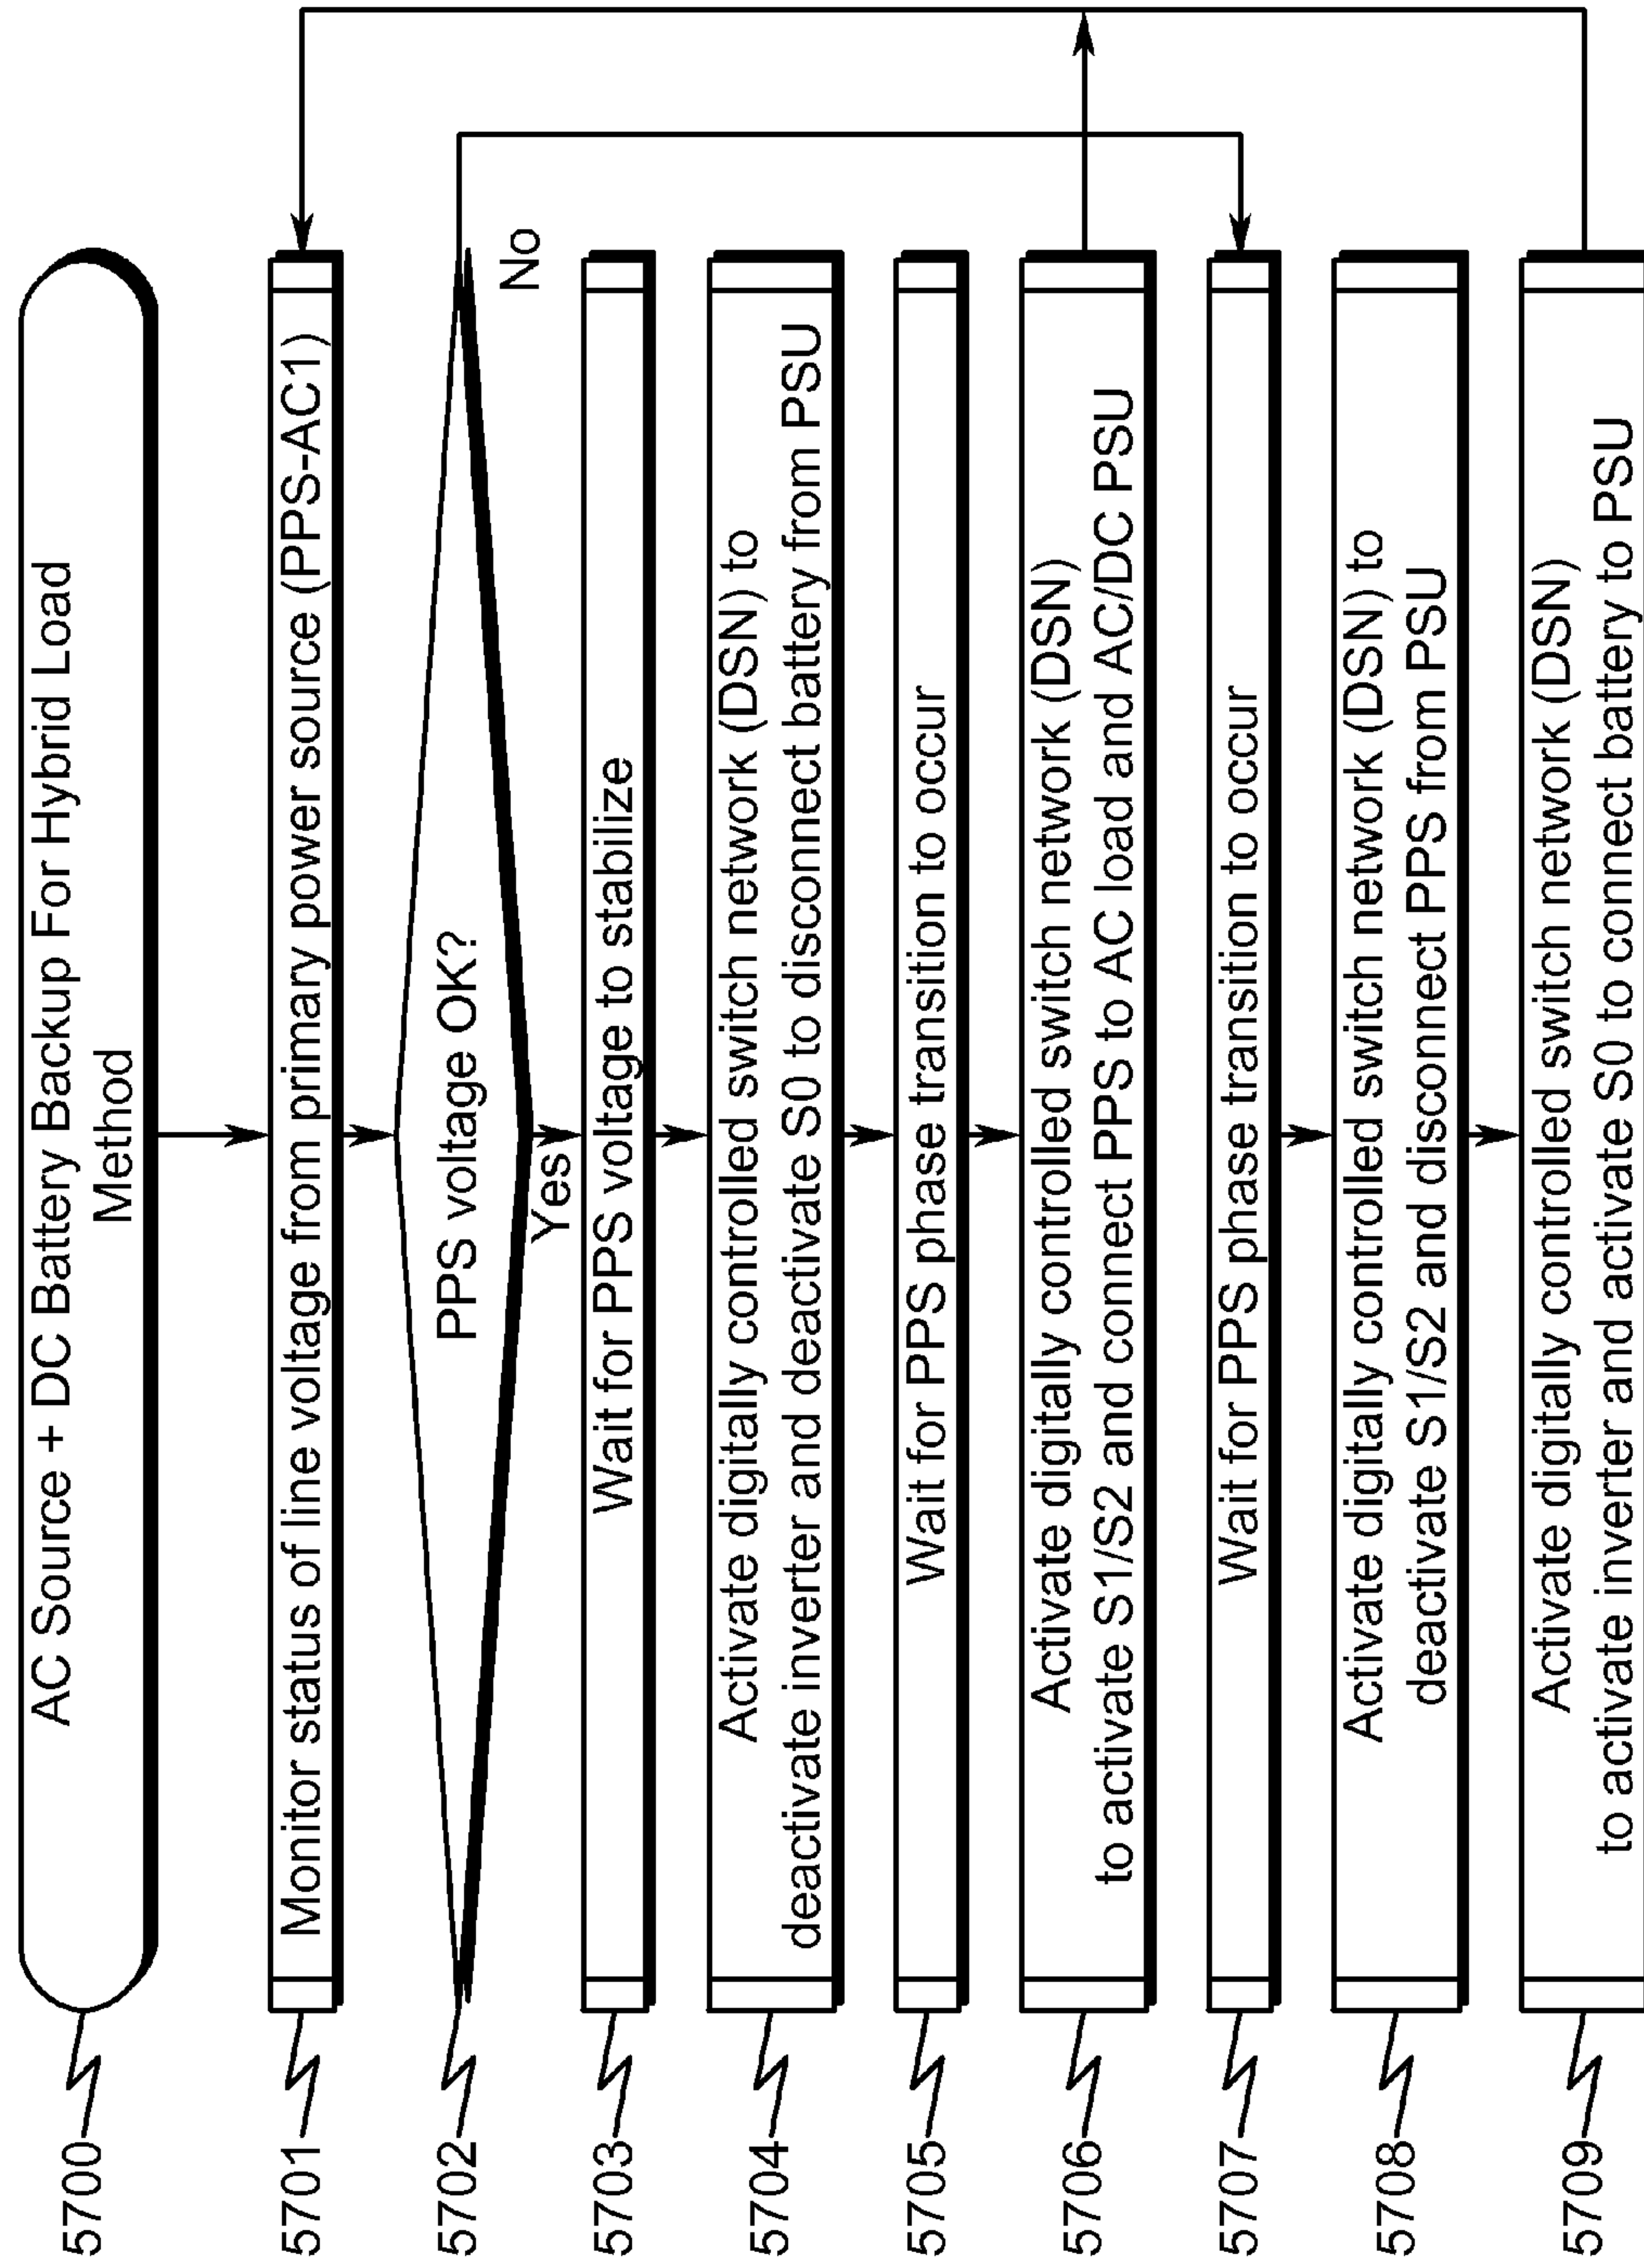 5700
AC Source + DC Battery Backup For Hybrid Load
Method
5701
Monitor status of line voltage from primary power source (PPS-AC1)
5702
PPS voltage OK?
No
Yes
5703
Wait for PPS voltage to stabilize
5704
Activate digitally controlled switch network (DSN) to
deactivate inverter and deactivate S0 to disconnect battery from PSU
5705
Wait for PPS phase transition to occur
5706
Activate digitally controlled switch network (DSN)
to activate S1/S2 and connect PPS to AC load and AC/DC PSU
5707
Wait for PPS phase transition to occur
5708
Activate digitally controlled switch network (DSN) to
deactivate S1/S2 and disconnect PPS from PSU
5709
Activate digitally controlled switch network (DSN)
to activate inverter and activate S0 to connect battery to PSU